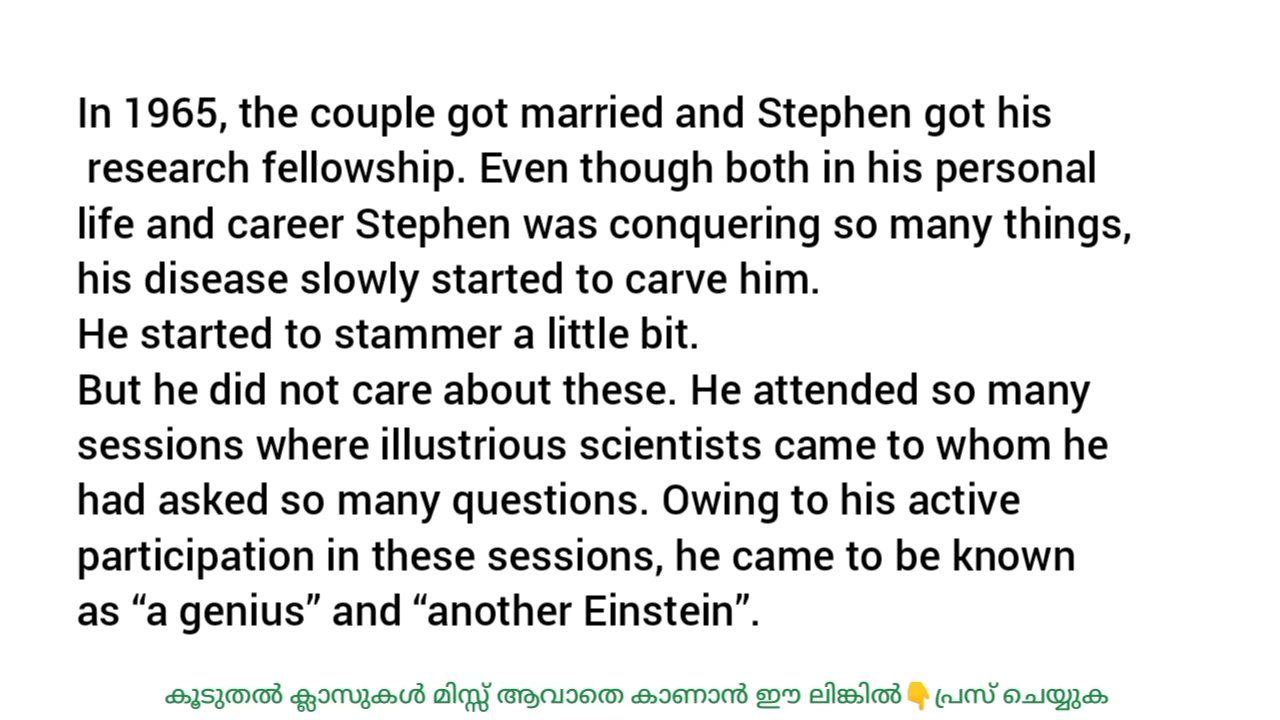 In 1965, the couple got married and Stephen got his
research fellowship. Even though both in his personal
life and career Stephen was conquering so many things,
his disease slowly started to carve him.
He started to stammer a little bit.
But he did not care about these. He attended so many
sessions where illustrious scientists came to whom he
had asked so many questions. Owing to his active
participation in these sessions, he came to be known
as “a genius” and “another Einstein”.
കൂടുതൽ ക്ലാസുകൾ മിസ്സ് ആവാതെ കാണാൻ ഈ ലിങ്കിൽ👇പ്രസ് ചെയ്യുക